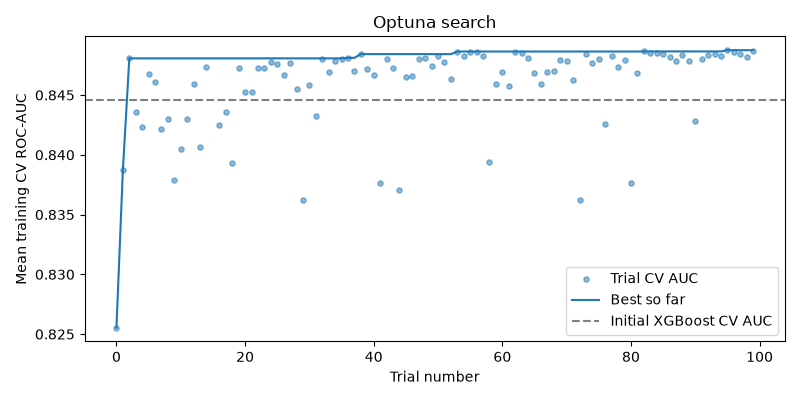 Optuna search
Mean training CV ROC-AUC
0.845
0.840
0.835
0.830
0.825
0 20 40 60 80 100
Trial number
Trial CV AUC
Best so far
Initial XGBoost CV AUC